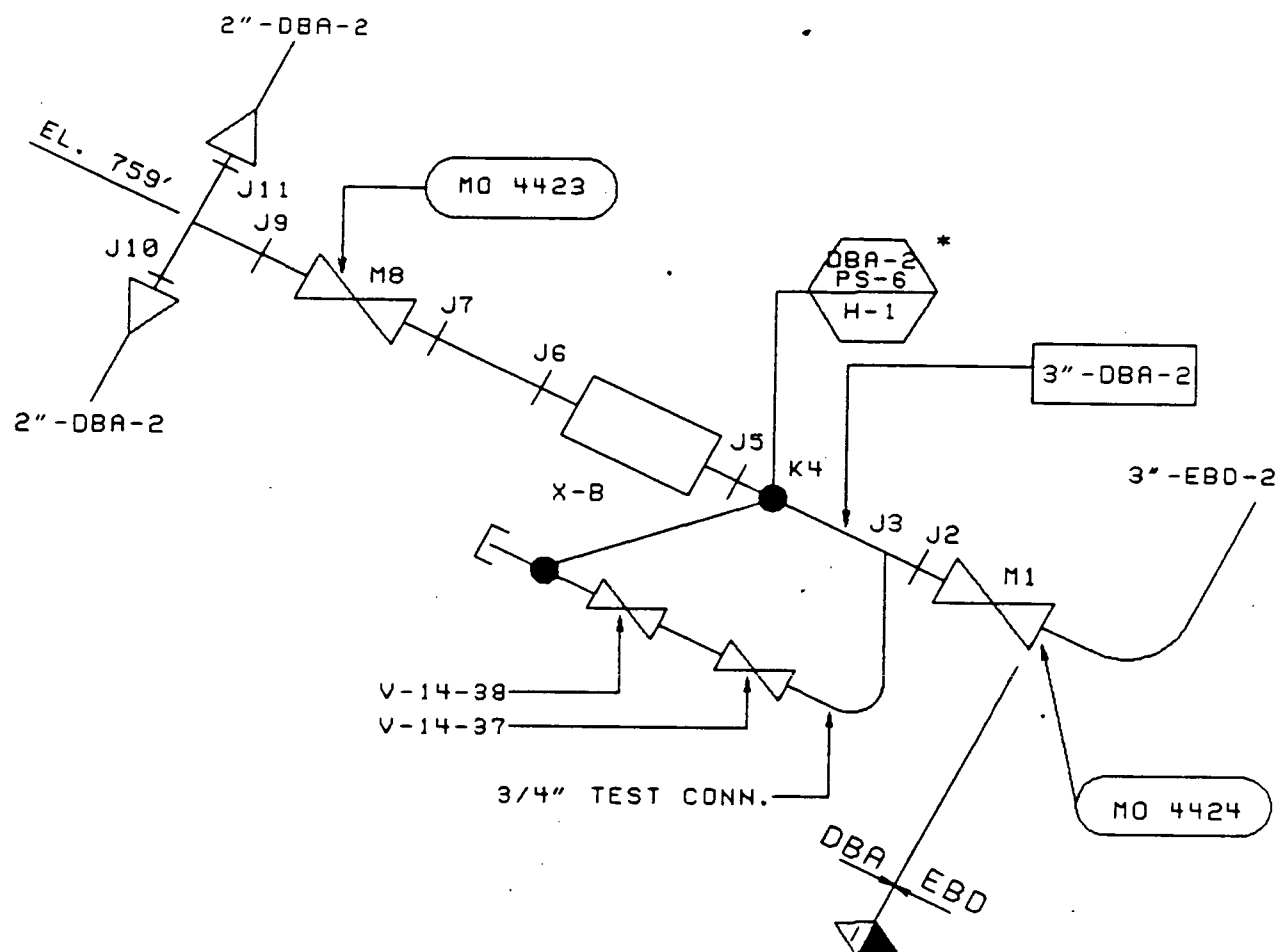 2"-DBA-2
EL. 759'
J11
J9
J10
MO 4423
M8
J7
J6
DBA-2 *
PS-6
H-1
3"-DBA-2
2"-DBA-2
J5
K4
X-B
3"-EBD-2
J3
J2
M1
V-14-38
V-14-37
3/4" TEST CONN.
MO 4424
DBA
EBD
1